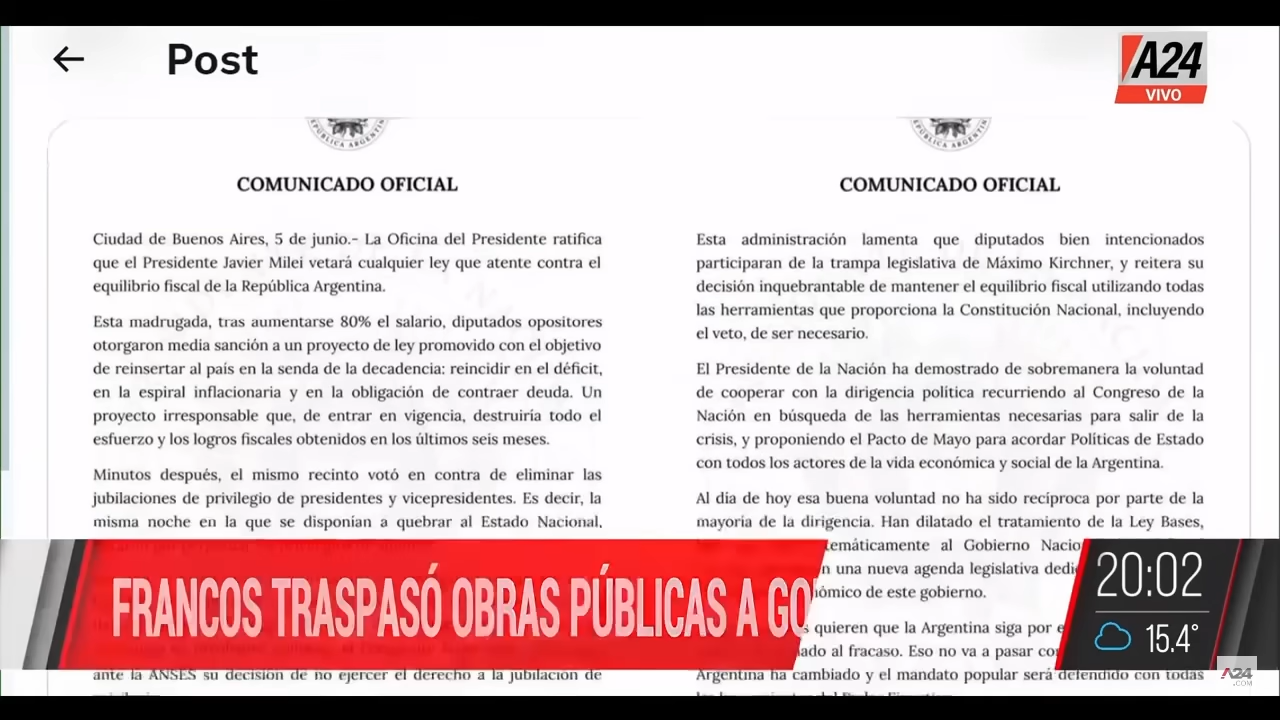 Post
A24
VIVO
REPÚBLICA ARGENTINA
COMUNICADO OFICIAL
Ciudad de Buenos Aires, 5 de junio.- La Oficina del Presidente ratifica
que el Presidente Javier Milei vetará cualquier ley que atente contra el
equilibrio fiscal de la República Argentina.
Esta madrugada, tras aumentarse 80% el salario, diputados opositores
otorgaron media sanción a un proyecto de ley promovido con el objetivo
de reinsertar al país en la senda de la decadencia: reincidir en el déficit,
en la espiral inflacionaria y en la obligación de contraer deuda. Un
proyecto irresponsable que, de entrar en vigencia, destruiría todo el
esfuerzo y los logros fiscales obtenidos en los últimos seis meses.
Minutos después, el mismo recinto votó en contra de eliminar las
jubilaciones de privilegio de presidentes y vicepresidentes. Es decir, la
misma noche en la que se disponían a quebrar al Estado Nacional,
ante la ANSES su decisión de no ejercer el derecho a la jubilación de
REPÚBLICA ARGENTINA
COMUNICADO OFICIAL
Esta administración lamenta que diputados bien intencionados
participaran de la trampa legislativa de Máximo Kirchner, y reitera su
decisión inquebrantable de mantener el equilibrio fiscal utilizando todas
las herramientas que proporciona la Constitución Nacional, incluyendo
el veto, de ser necesario.
El Presidente de la Nación ha demostrado de sobremanera la voluntad
de cooperar con la dirigencia política recurriendo al Congreso de la
Nación en búsqueda de las herramientas necesarias para salir de la
crisis, y proponiendo el Pacto de Mayo para acordar Políticas de Estado
con todos los actores de la vida económica y social de la Argentina.
Al día de hoy esa buena voluntad no ha sido recíproca por parte de la
mayoría de la dirigencia. Han dilatado el tratamiento de la Ley Bases,
temáticamente al Gobierno Nacio
n una nueva agenda legislativa dedi
ómico de este gobierno.
s quieren que la Argentina siga por e
ado al fracaso. Eso no va a pasar co
Argentina ha cambiado y el mandato popular será defendido con todas
FRANCOS TRASPASÓ OBRAS PÚBLICAS A GO
20:02
15.4°
A24
.COM